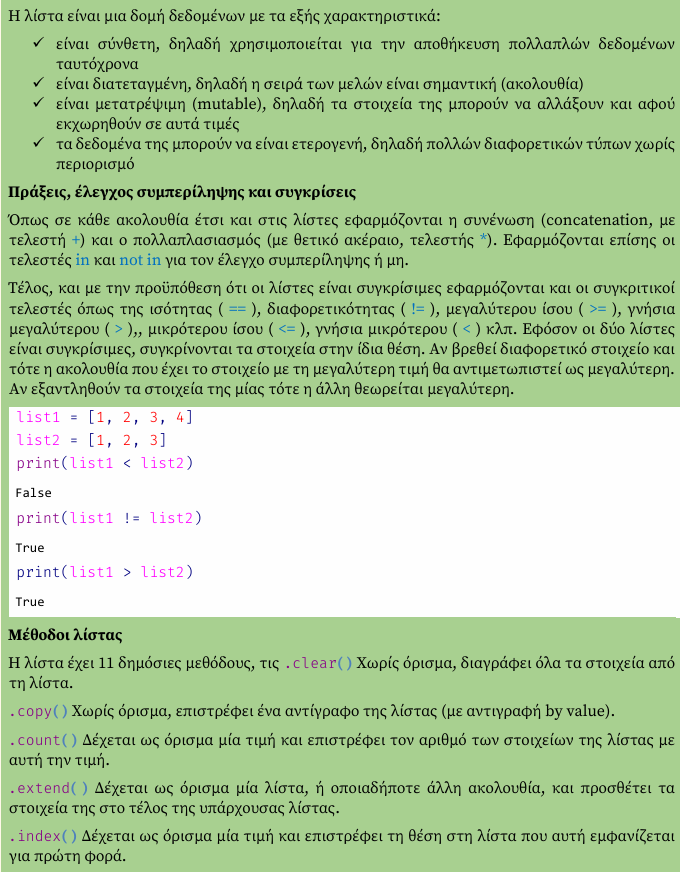 Η λίστα είναι μια δομή δεδομένων με τα εξής χαρακτηριστικά:
✓ είναι σύνθετη, δηλαδή χρησιμοποιείται για την αποθήκευση πολλαπλών δεδομένων
ταυτόχρονα
✓ είναι διατεταγμένη, δηλαδή η σειρά των μελών είναι σημαντική (ακολουθία)
✓ είναι μετατρέψιμη (mutable), δηλαδή τα στοιχεία της μπορούν να αλλάξουν και αφού
εκχωρηθούν σε αυτά τιμές
✓ τα δεδομένα της μπορούν να είναι ετερογενή, δηλαδή πολλών διαφορετικών τύπων χωρίς
περιορισμό
Πράξεις, έλεγχος συμπερίληψης και συγκρίσεις
Όπως σε κάθε ακολουθία έτσι και στις λίστες εφαρμόζονται η συνένωση (concatenation, με
τελεστή +) και ο πολλαπλασιασμός (με θετικό ακέραιο, τελεστής *). Εφαρμόζονται επίσης οι
τελεστές in και not in για τον έλεγχο συμπερίληψης ή μη.
Τέλος, και με την προϋπόθεση ότι οι λίστες είναι συγκρίσιμες εφαρμόζονται και οι συγκριτικοί
τελεστές όπως της ισότητας ( == ), διαφορετικότητας ( != ), μεγαλύτερου ίσου ( >= ), γνήσια
μεγαλύτερου ( > ),, μικρότερου ίσου ( <= ), γνήσια μικρότερου ( < ) κλπ. Εφόσον οι δύο λίστες
είναι συγκρίσιμες, συγκρίνονται τα στοιχεία στην ίδια θέση. Αν βρεθεί διαφορετικό στοιχείο και
τότε η ακολουθία που έχει το στοιχείο με τη μεγαλύτερη τιμή θα αντιμετωπιστεί ως μεγαλύτερη.
Αν εξαντληθούν τα στοιχεία της μίας τότε η άλλη θεωρείται μεγαλύτερη.
list1 = [1, 2, 3, 4]
list2 = [1, 2, 3]
print(list1 < list2)
False
print(list1 != list2)
True
print(list1 > list2)
True
Μέθοδοι λίστας
Η λίστα έχει 11 δημόσιες μεθόδους, τις .clear() Χωρίς όρισμα, διαγράφει όλα τα στοιχεία από
τη λίστα.
.copy() Χωρίς όρισμα, επιστρέφει ένα αντίγραφο της λίστας (με αντιγραφή by value).
.count() Δέχεται ως όρισμα μία τιμή και επιστρέφει τον αριθμό των στοιχείων της λίστας με
αυτή την τιμή.
.extend() Δέχεται ως όρισμα μία λίστα, ή οποιαδήποτε άλλη ακολουθία, και προσθέτει τα
στοιχεία της στο τέλος της υπάρχουσας λίστας.
.index() Δέχεται ως όρισμα μία τιμή και επιστρέφει τη θέση στη λίστα που αυτή εμφανίζεται
για πρώτη φορά.